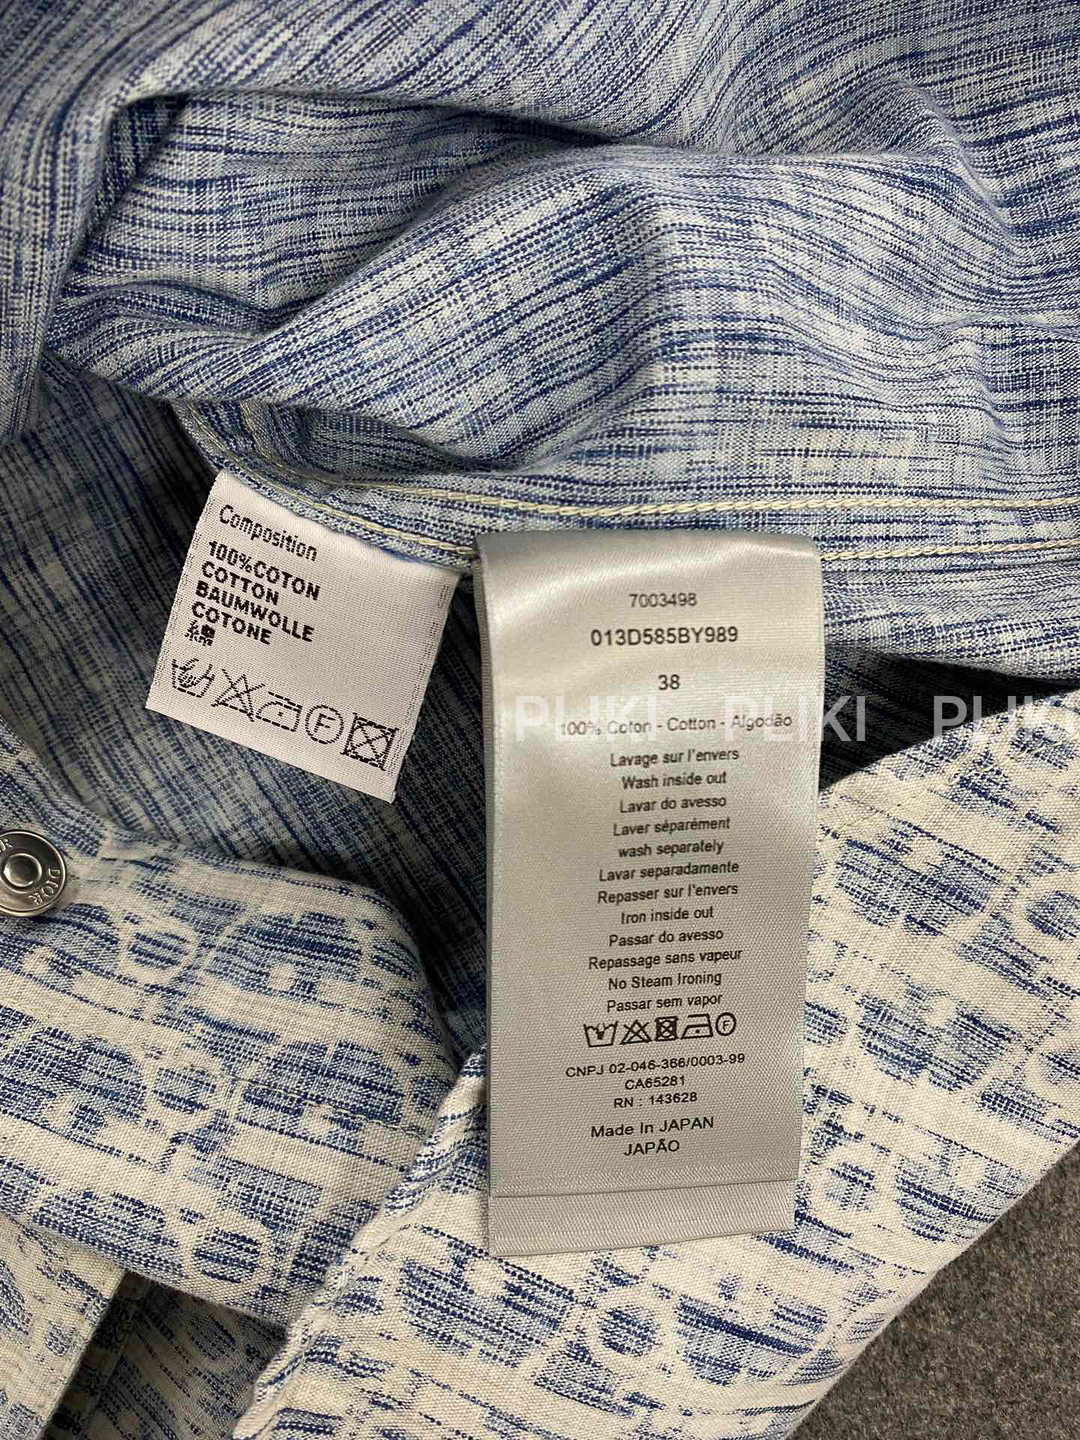 Composition
100%COTON
COTTON
BAUMWOLLE
COTONE
綿
F
7003498
013D585BY989
38
100% Coton - Cotton - Algodão
Lavage sur l'envers
Wash inside out
Lavar do avesso
Laver séparément
wash separately
Lavar separadamente
Repasser sur l'envers
Iron inside out
Passar do avesso
Repassage sans vapeur
No Steam Ironing
Passar sem vapor
F
CNPJ 02-046-366/0003-99
CA65281
RN : 143628
Made In JAPAN
JAPÃO
PLIKI PLIKI PLIKI
DIOR